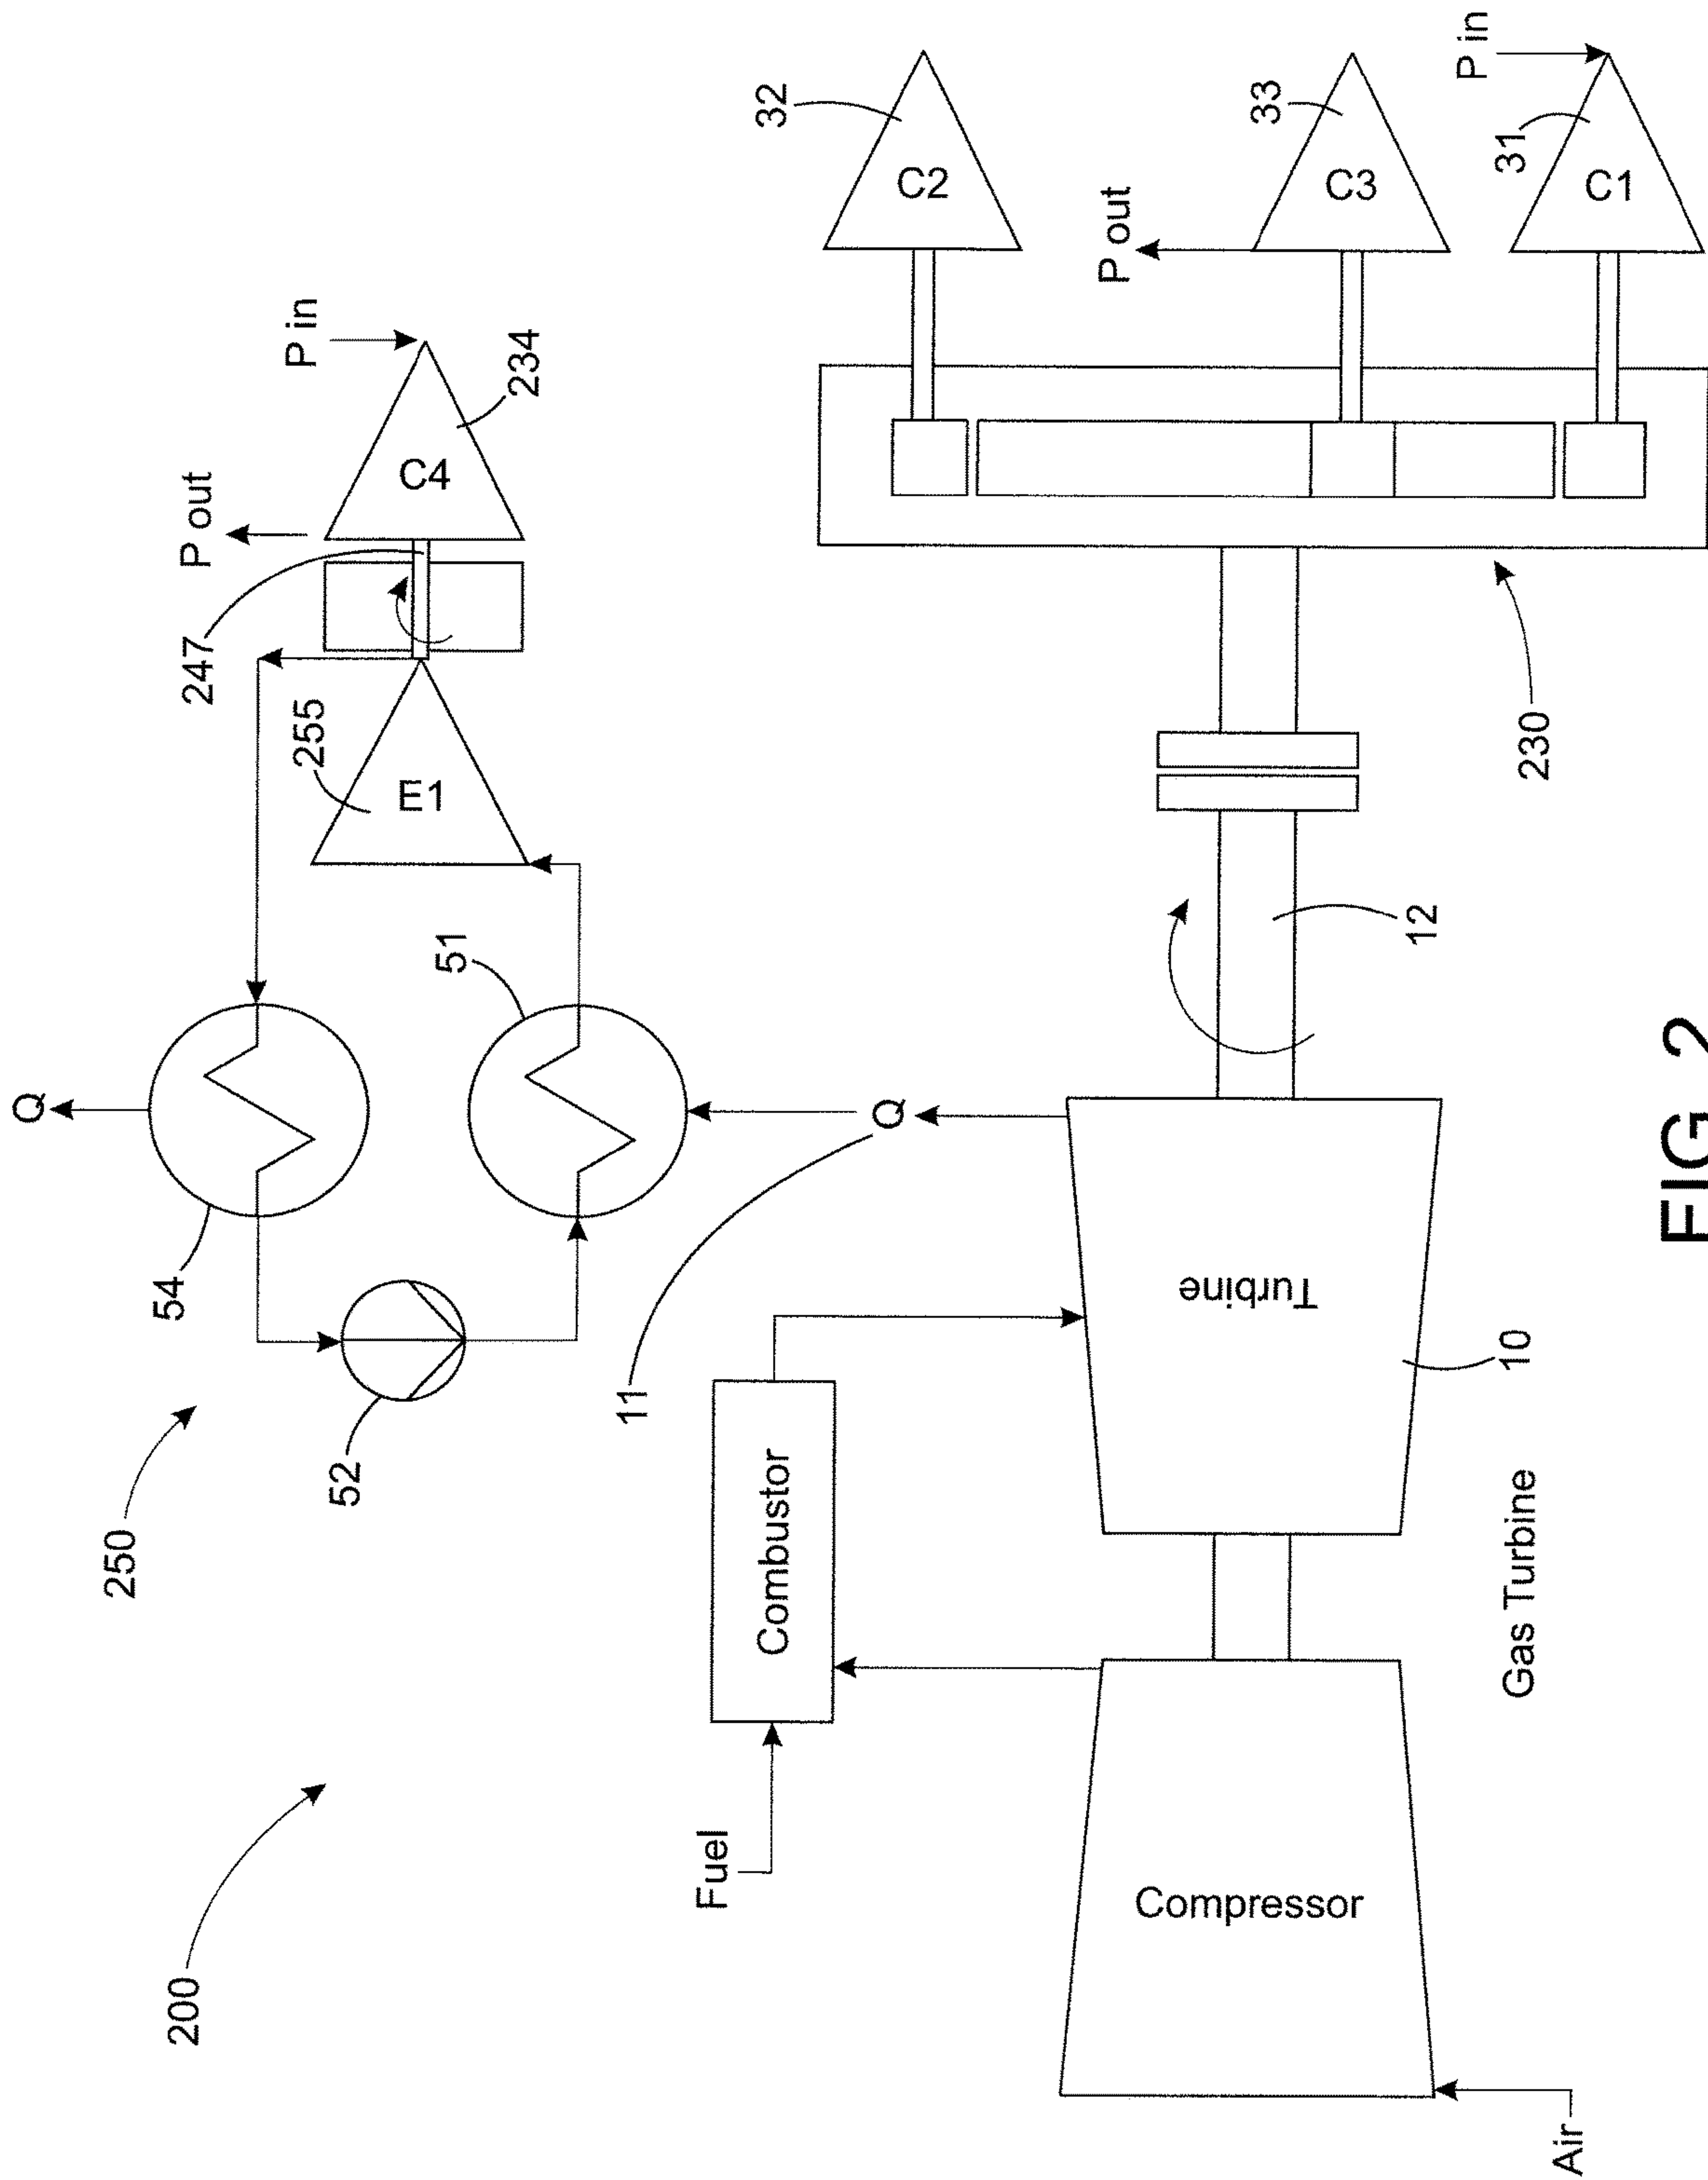 200
250
52
54
Q
51
247
255
E1
P out
C4
P in
234
11
Q
Fuel
Combustor
Air
Compressor
Gas Turbine
Turbine
10
12
230
32
C2
P out
33
C3
P in
31
C1
FIG. 2